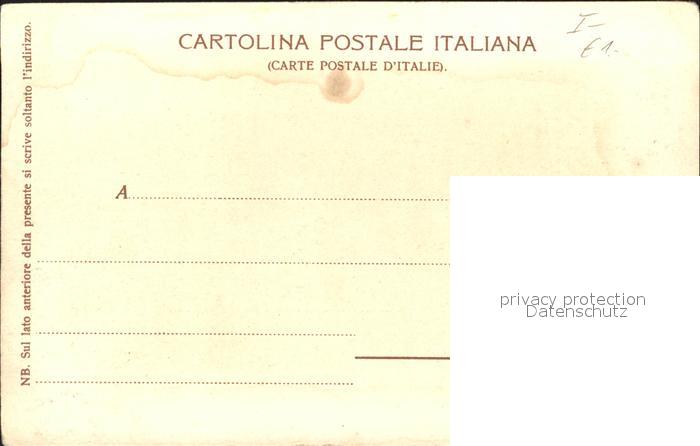 CARTOLINA POSTALE ITALIANA
(CARTE POSTALE D'ITALIE).
I-
€1.-
A
NB. Sul lato anteriore della presente si scrive soltanto l'indirizzo.
privacy protection
Datenschutz